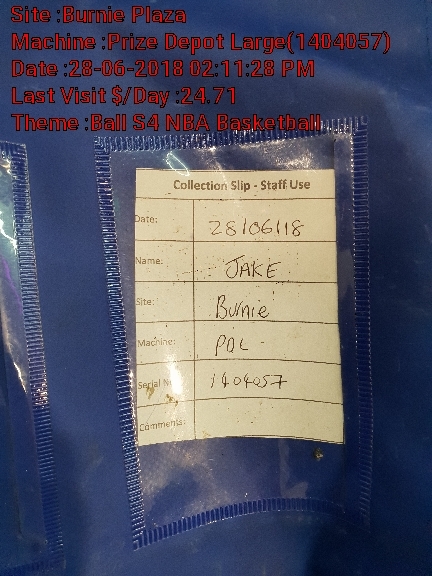 Site :Burnie Plaza
Machine :Prize Depot Large(1404057)
Date :28-06-2018 02:11:28 PM
Last Visit $/Day :24.71
Theme :Ball S4 NBA Basketball
Collection Slip - Staff Use
Date: 28/06/18
Name: JAKE
Site: Burnie
Machine: PDL
Serial No 1404057
Comments: